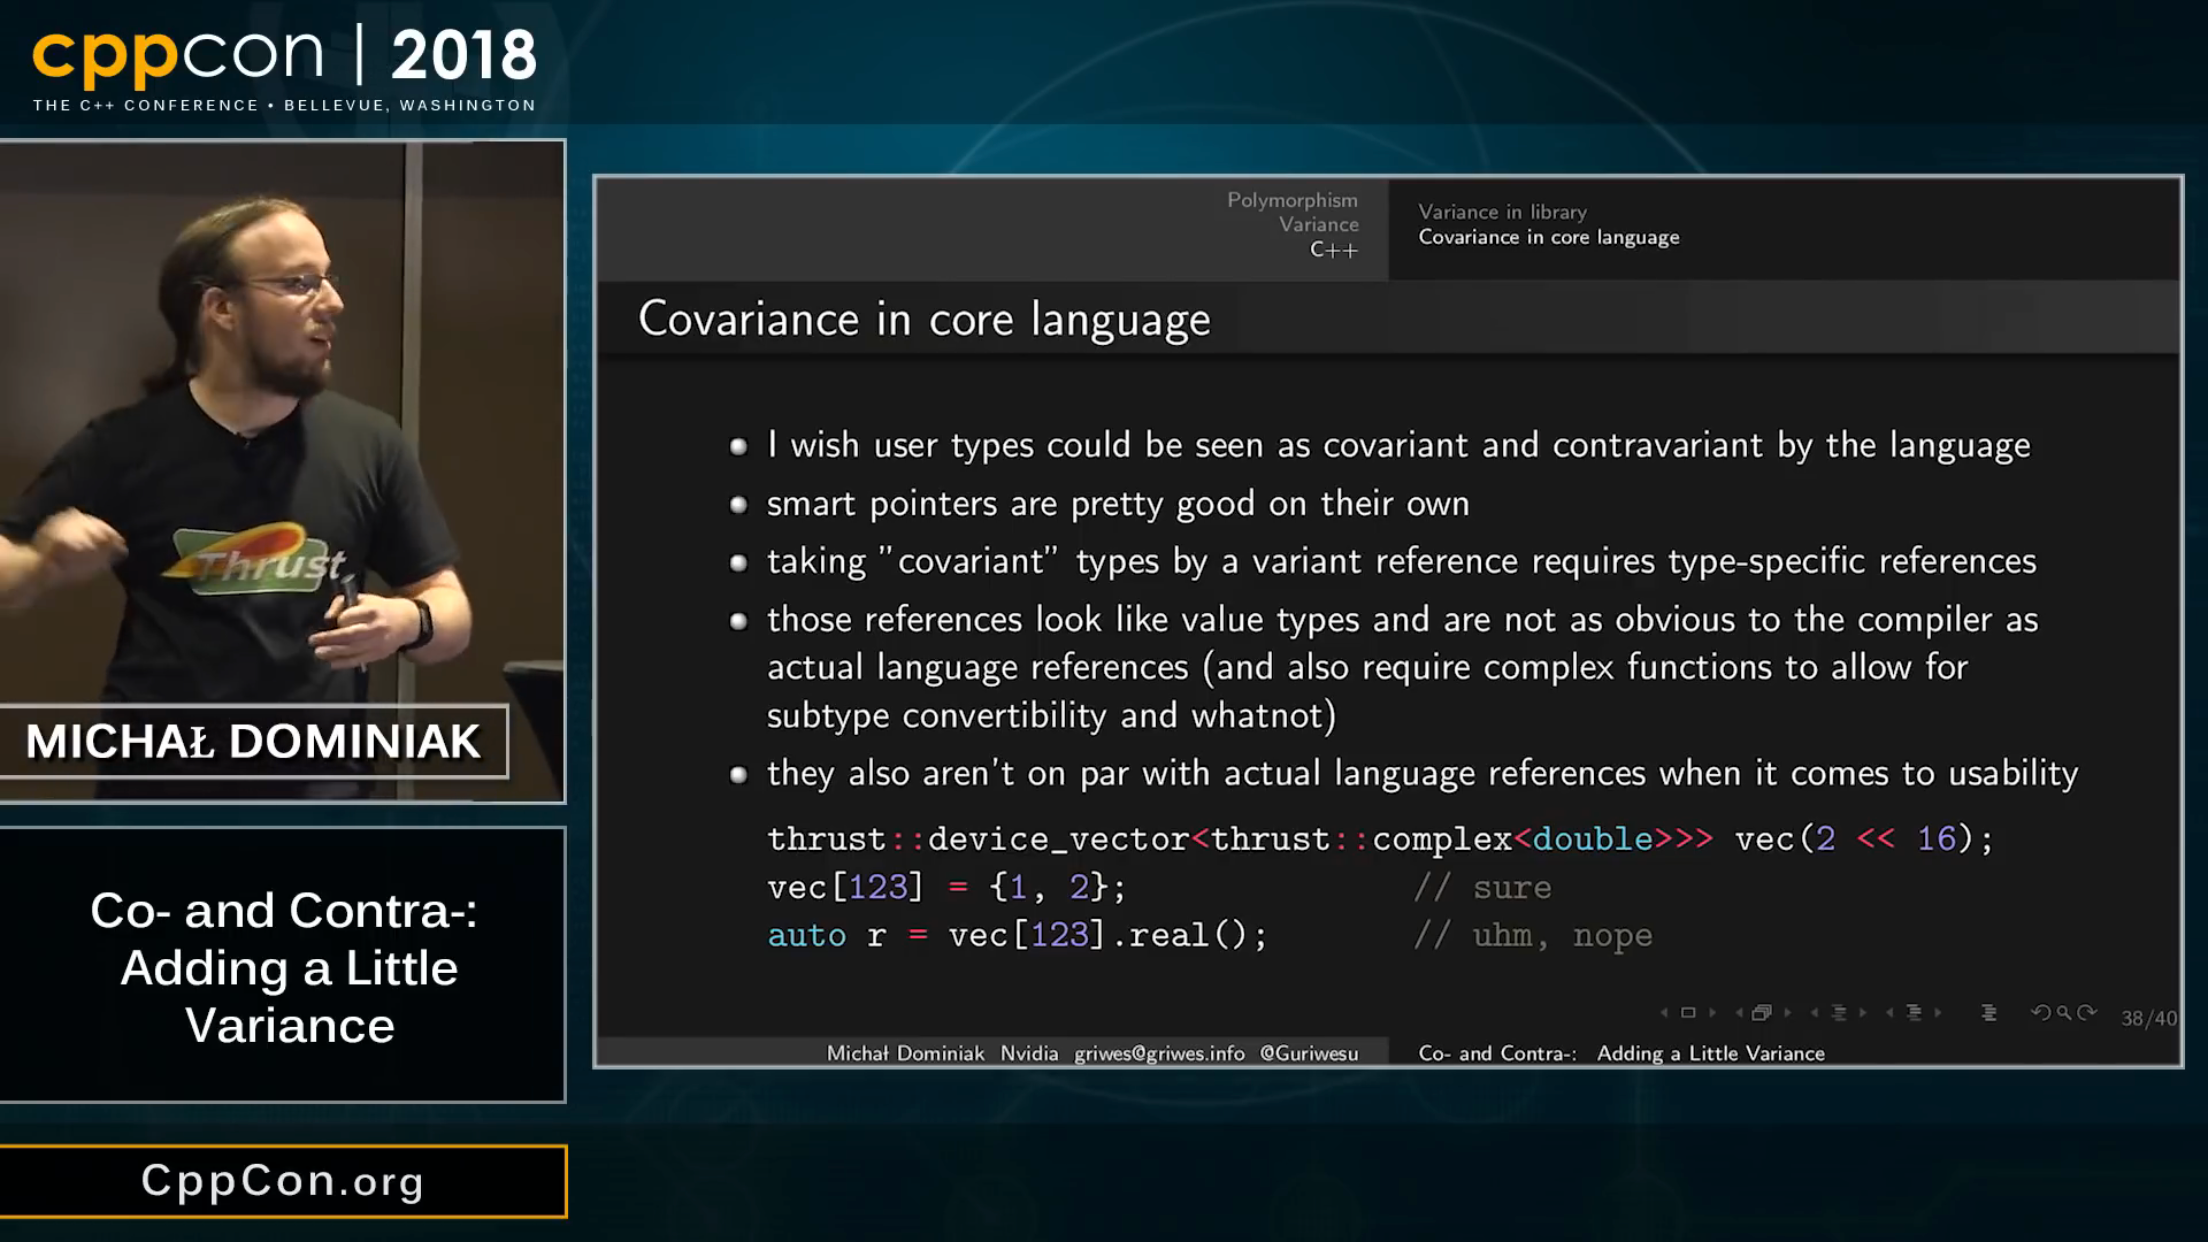 cppcon | 2018
THE C++ CONFERENCE • BELLEVUE, WASHINGTON
Thrust
MICHAŁ DOMINIAK
Co- and Contra-:
Adding a Little
Variance
CppCon.org
Polymorphism
Variance
C++
Variance in library
Covariance in core language
Covariance in core language
I wish user types could be seen as covariant and contravariant by the language
smart pointers are pretty good on their own
taking "covariant" types by a variant reference requires type-specific references
those references look like value types and are not as obvious to the compiler as
actual language references (and also require complex functions to allow for
subtype convertibility and whatnot)
they also aren't on par with actual language references when it comes to usability
thrust::device_vector<thrust::complex<double>>> vec(2 << 16);
vec[123] = {1, 2}; // sure
auto r = vec[123].real(); // uhm, nope
38/40
Michał Dominiak Nvidia griwes@griwes.info @Guriwesu
Co- and Contra-: Adding a Little Variance